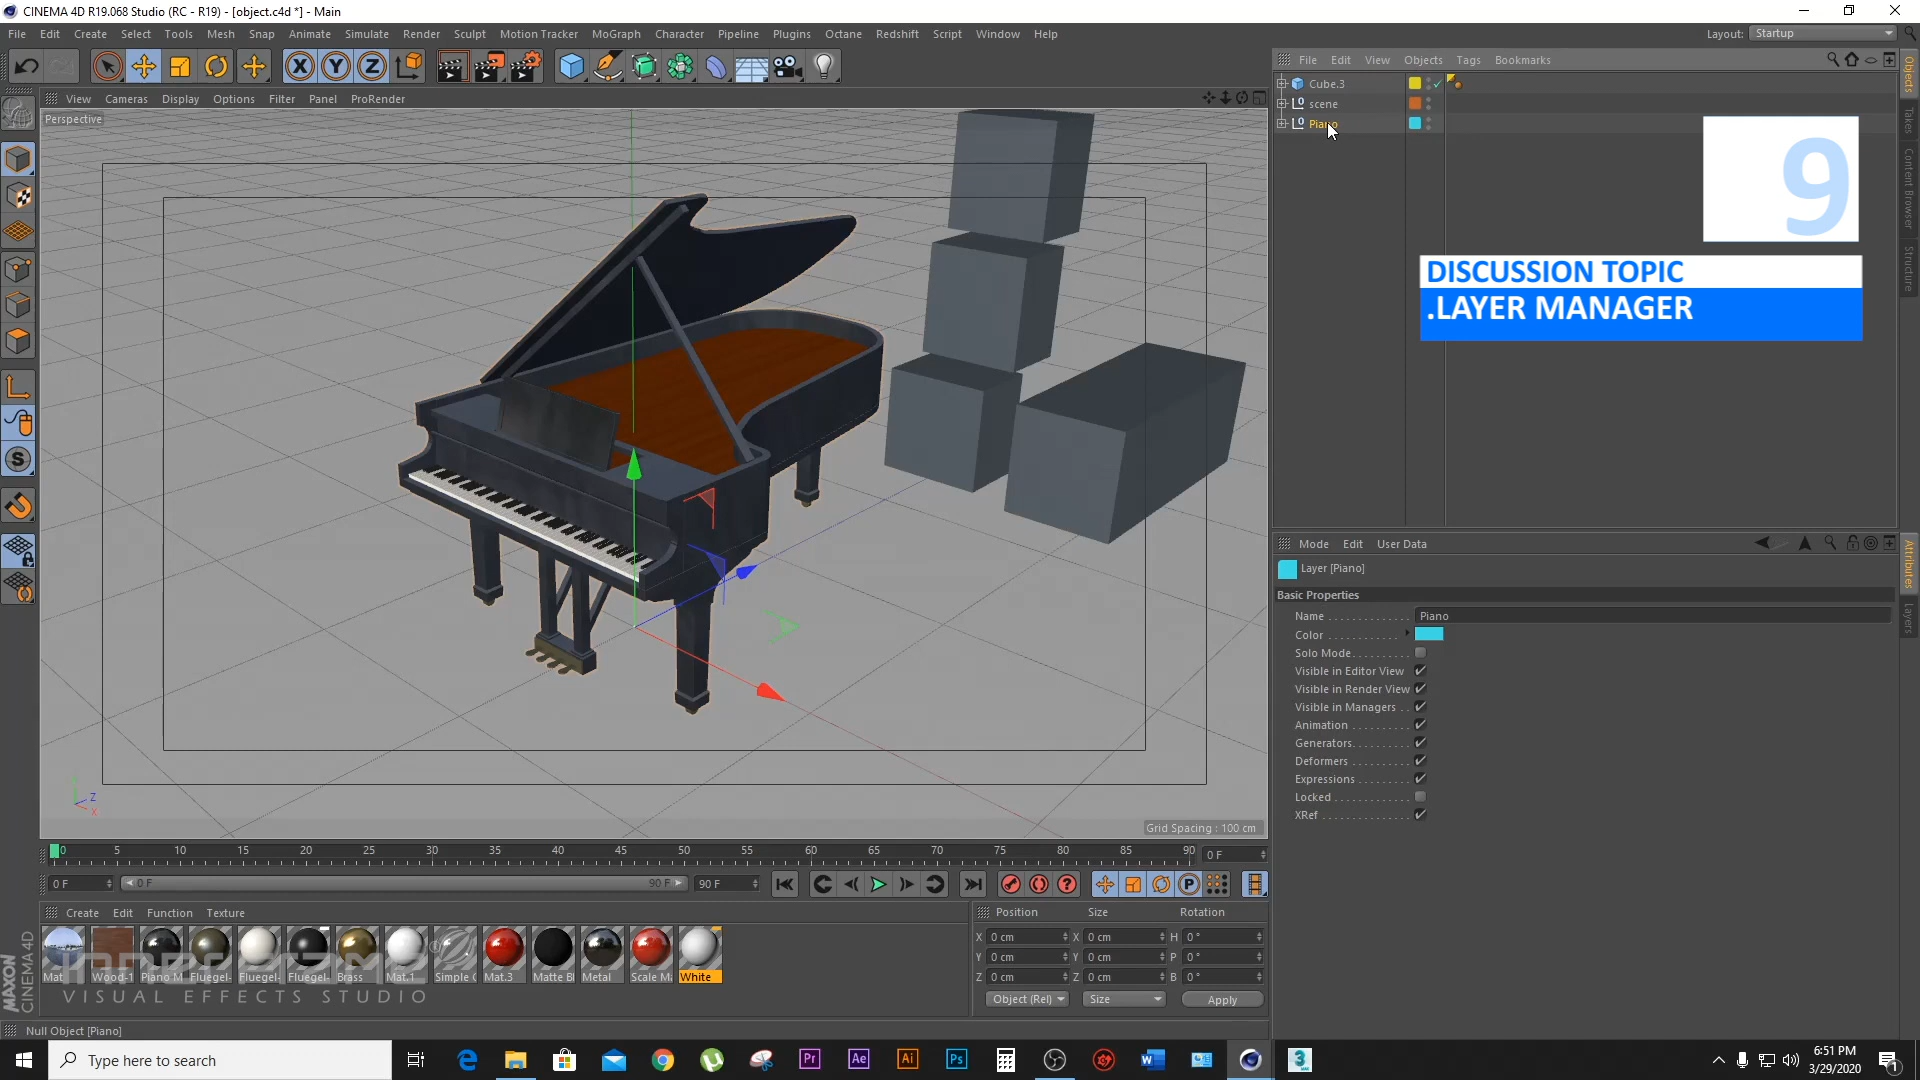 CINEMA 4D R19.068 Studio (RC - R19) - [object.c4d *] - Main
File Edit Create Select Tools Mesh Snap Animate Simulate Render Sculpt Motion Tracker MoGraph Character Pipeline Plugins Octane Redshift Script Window Help
Layout: Startup
View Cameras Display Options Filter Panel ProRender
Perspective
Grid Spacing : 100 cm
File Edit View Objects Tags Bookmarks
Cube.3
scene
Piano
9
DISCUSSION TOPIC
.LAYER MANAGER
Objects
Takes
Content Browser
Structure
Mode Edit User Data
Layer [Piano]
Basic Properties
Name Piano
Color
Solo Mode
Visible in Editor View
Visible in Render View
Visible in Managers
Animation
Generators
Deformers
Expressions
Locked
XRef
Attributes
Layers
0 5 10 15 20 25 30 35 40 45 50 55 60 65 70 75 80 85 90
0 F
0 F
0 F
90 F
90 F
Create Edit Function Texture
Mat Wood-1 Piano M Fluegel- Fluegel- Fluegel- Brass Mat.1 Simple C Mat.3 Matte Bl Metal Scale Ma White
VISUAL EFFECTS STUDIO
MAXON
CINEMA 4D
Position Size Rotation
X 0 cm X 0 cm H 0 °
Y 0 cm Y 0 cm P 0 °
Z 0 cm Z 0 cm B 0 °
Object (Rel) Size Apply
Null Object [Piano]
Type here to search
6:51 PM
3/29/2020